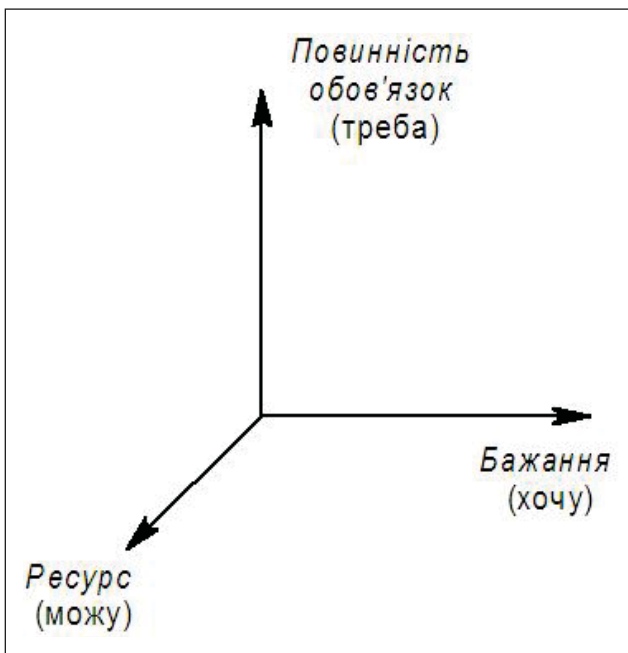 Повинність
обов'язок
(треба)
Бажання
(хочу)
Ресурс
(можу)